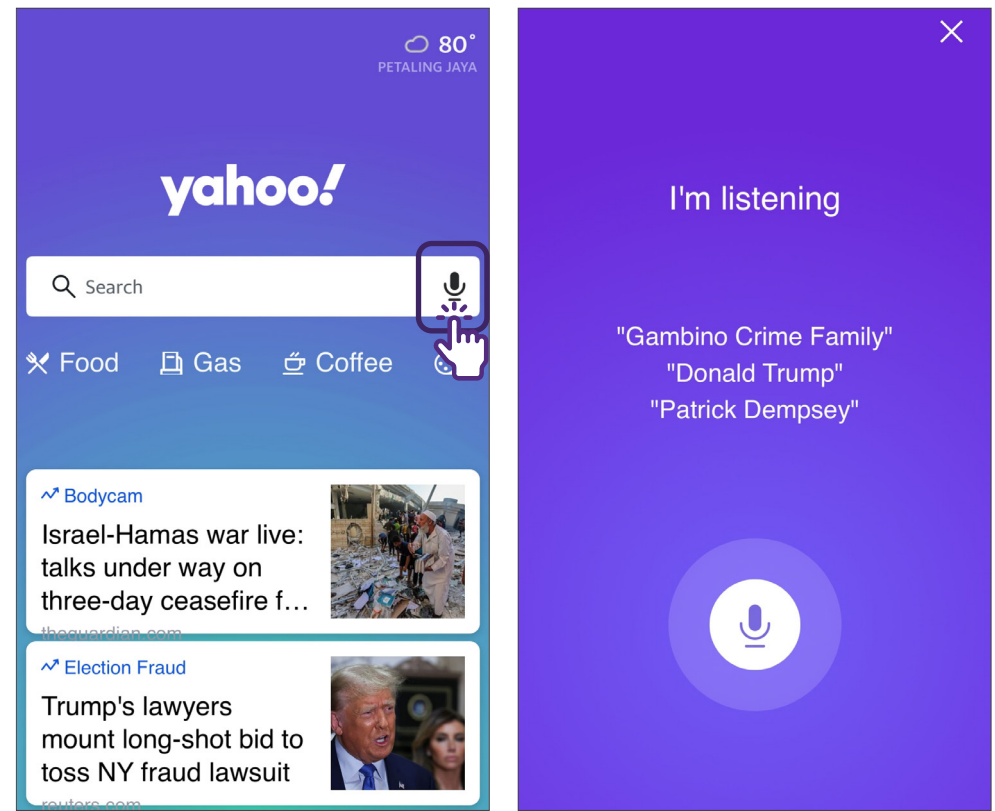 80°
PETALING JAYA
yahoo!
Search
Food Gas Coffee
Bodycam
Israel-Hamas war live:
talks under way on
three-day ceasefire f...
theguardian.com
Election Fraud
Trump's lawyers
mount long-shot bid to
toss NY fraud lawsuit
reuters.com
I'm listening
"Gambino Crime Family"
"Donald Trump"
"Patrick Dempsey"